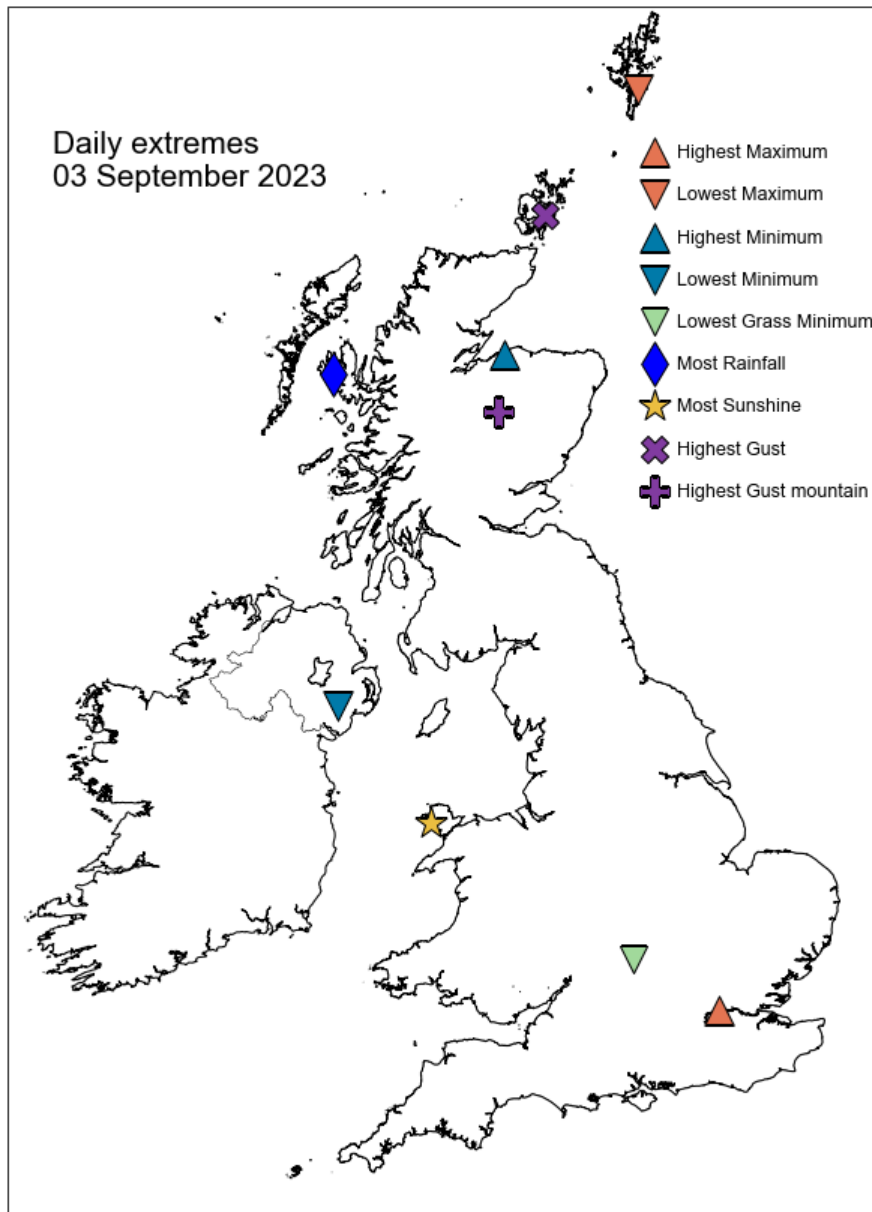 Daily extremes
03 September 2023
Highest Maximum
Lowest Maximum
Highest Minimum
Lowest Minimum
Lowest Grass Minimum
Most Rainfall
Most Sunshine
Highest Gust
Highest Gust mountain